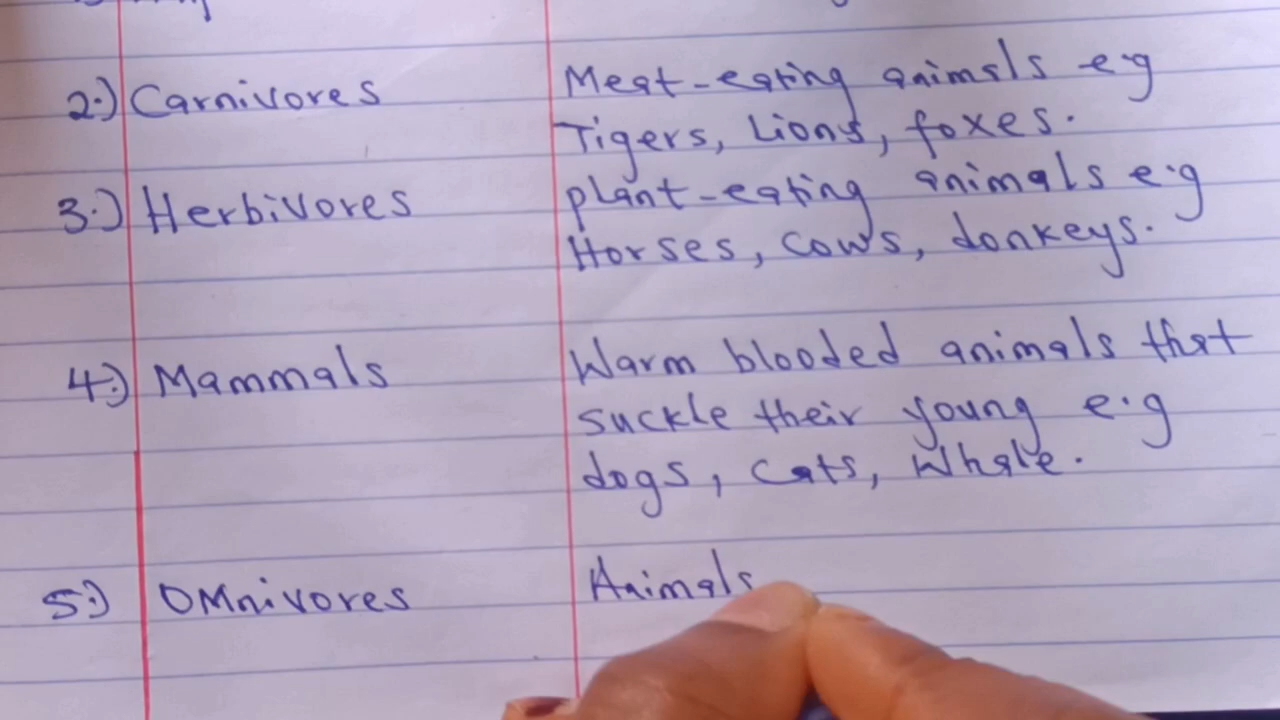 2.) Carnivores Meat-eating animals e.g
Tigers, Lions, foxes.
3.) Herbivores plant-eating animals e.g
Horses, Cows, donkeys.
4.) Mammals Warm blooded animals that
suckle their young e.g
dogs, Cats, Whale.
5.) OMnivores Animals